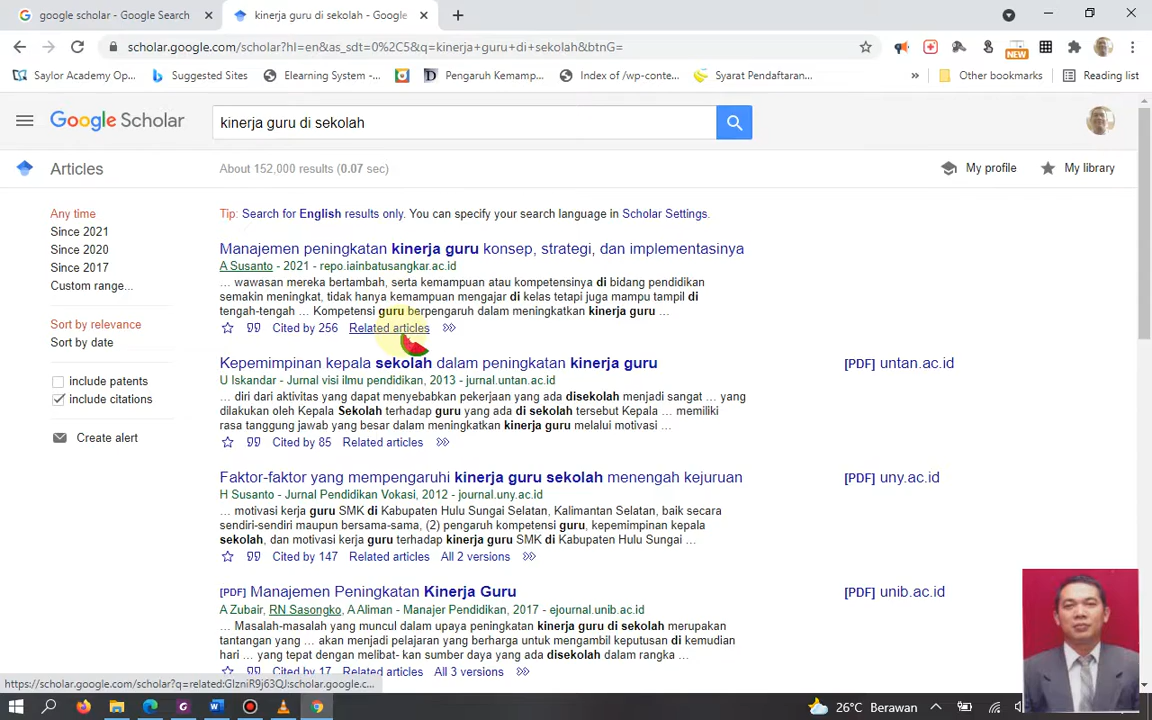 google scholar - Google Search
kinerja guru di sekolah - Google
scholar.google.com/scholar?hl=en&as_sdt=0%2C5&q=kinerja+guru+di+sekolah&btnG=
NEW
Saylor Academy Op...
Suggested Sites
Elearning System -...
Pengaruh Kemamp...
Index of /wp-conte...
Syarat Pendaftaran...
»
Other bookmarks
Reading list
Google Scholar
kinerja guru di sekolah
Articles
About 152,000 results (0.07 sec)
My profile
My library
Any time
Since 2021
Since 2020
Since 2017
Custom range...
Sort by relevance
Sort by date
include patents
include citations
Create alert
Tip: Search for English results only. You can specify your search language in Scholar Settings.
Manajemen peningkatan kinerja guru konsep, strategi, dan implementasinya
A Susanto - 2021 - repo.iainbatusangkar.ac.id
... wawasan mereka bertambah, serta kemampuan atau kompetensinya di bidang pendidikan
semakin meningkat, tidak hanya kemampuan mengajar di kelas tetapi juga mampu tampil di
tengah-tengah ... Kompetensi guru berpengaruh dalam meningkatkan kinerja guru ...
Cited by 256 Related articles
Kepemimpinan kepala sekolah dalam peningkatan kinerja guru
[PDF] untan.ac.id
U Iskandar - Jurnal visi ilmu pendidikan, 2013 - jurnal.untan.ac.id
... diri dari aktivitas yang dapat menyebabkan pekerjaan yang ada disekolah menjadi sangat ... yang
dilakukan oleh Kepala Sekolah terhadap guru yang ada di sekolah tersebut Kepala ... memiliki
rasa tanggung jawab yang besar dalam meningkatkan kinerja guru melalui motivasi ...
Cited by 85 Related articles
Faktor-faktor yang mempengaruhi kinerja guru sekolah menengah kejuruan
[PDF] uny.ac.id
H Susanto - Jurnal Pendidikan Vokasi, 2012 - journal.uny.ac.id
... motivasi kerja guru SMK di Kabupaten Hulu Sungai Selatan, Kalimantan Selatan, baik secara
sendiri-sendiri maupun bersama-sama, (2) pengaruh kompetensi guru, kepemimpinan kepala
sekolah, dan motivasi kerja guru terhadap kinerja guru SMK di Kabupaten Hulu Sungai ...
Cited by 147 Related articles All 2 versions
[PDF] Manajemen Peningkatan Kinerja Guru
[PDF] unib.ac.id
A Zubair, RN Sasongko, A Aliman - Manajer Pendidikan, 2017 - ejournal.unib.ac.id
... Masalah-masalah yang muncul dalam upaya peningkatan kinerja guru di sekolah merupakan
tantangan yang ... akan menjadi pelajaran yang berharga untuk mengambil keputusan di kemudian
hari ... yang tepat dengan melibat- kan sumber daya yang ada disekolah dalam rangka ...
Cited by 17 Related articles All 3 versions
https://scholar.google.com/scholar?q=related:GlzniR9j63QJ:scholar.google.c...
26°C Berawan